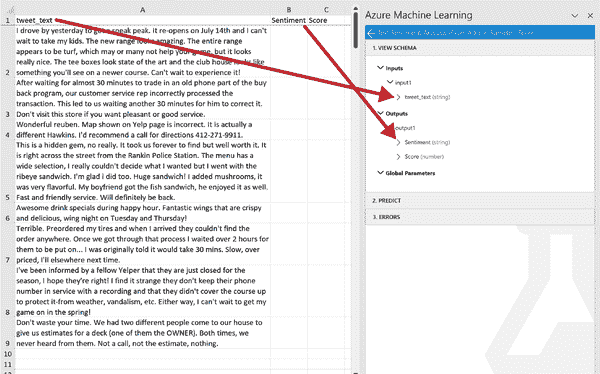 A B C
1 tweet_text Sentiment Score
I drove by yesterday to get a sneak peak. It re-opens on July 14th and I can't
wait to take my kids. The new range looks amazing. The entire range
appears to be turf, which may or many not help your game, but it looks
really nice. The tee boxes look state of the art and the club house looks like
2 something you'll see on a newer course. Can't wait to experience it!
After waiting for almost 30 minutes to trade in an old phone part of the buy
back program, our customer service rep incorrectly processed the
transaction. This led to us waiting another 30 minutes for him to correct it.
3 Don't visit this store if you want pleasant or good service.
Wonderful reuben. Map shown on Yelp page is incorrect. It is actually a
4 different Hawkins. I'd recommend a call for directions 412-271-9911.
This is a hidden gem, no really. It took us forever to find but well worth it. It
is right across the street from the Rankin Police Station. The menu has a
wide selection, I really couldn't decide what I wanted but I went with the
ribeye sandwich. I'm glad i did too. Huge sandwich! I added mushrooms, it
was very flavorful. My boyfriend got the fish sandwich, he enjoyed it as well.
5 Fast and friendly service. Will definitely be back.
Awesome drink specials during happy hour. Fantastic wings that are crispy
6 and delicious, wing night on Tuesday and Thursday!
Terrible. Preordered my tires and when I arrived they couldn't find the
order anywhere. Once we got through that process I waited over 2 hours for
them to be put on... I was originally told it would take 30 mins. Slow, over
7 priced, I'll elsewhere next time.
I've been informed by a fellow Yelper that they are just closed for the
season, I hope they're right! I find it strange they don't keep their phone
number in service with a recording and that they didn't cover the course up
to protect it-from weather, vandalism, etc. Either way, I can't wait to get my
8 game on in the spring!
Don't waste your time. We had two different people come to our house to
give us estimates for a deck (one of them the OWNER). Both times, we
9 never heard from them. Not a call, not the estimate, nothing.
10
11
12
Azure Machine Learning
1. VIEW SCHEMA
Inputs
input1
tweet_text (string)
Outputs
output1
Sentiment (string)
Score (number)
Global Parameters
2. PREDICT
3. ERRORS